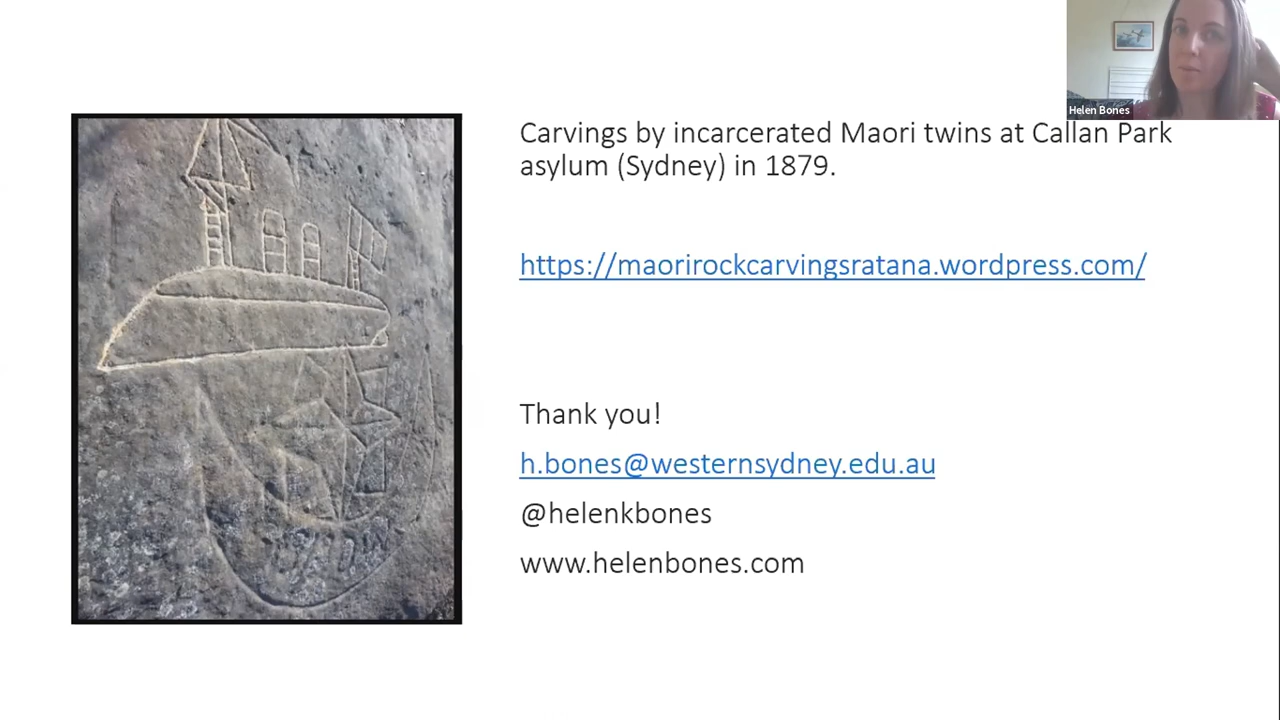 Helen Bones
Carvings by incarcerated Maori twins at Callan Park
asylum (Sydney) in 1879.
https://maorirockcarvingsratana.wordpress.com/
Thank you!
h.bones@westernsydney.edu.au
@helenkbones
www.helenbones.com